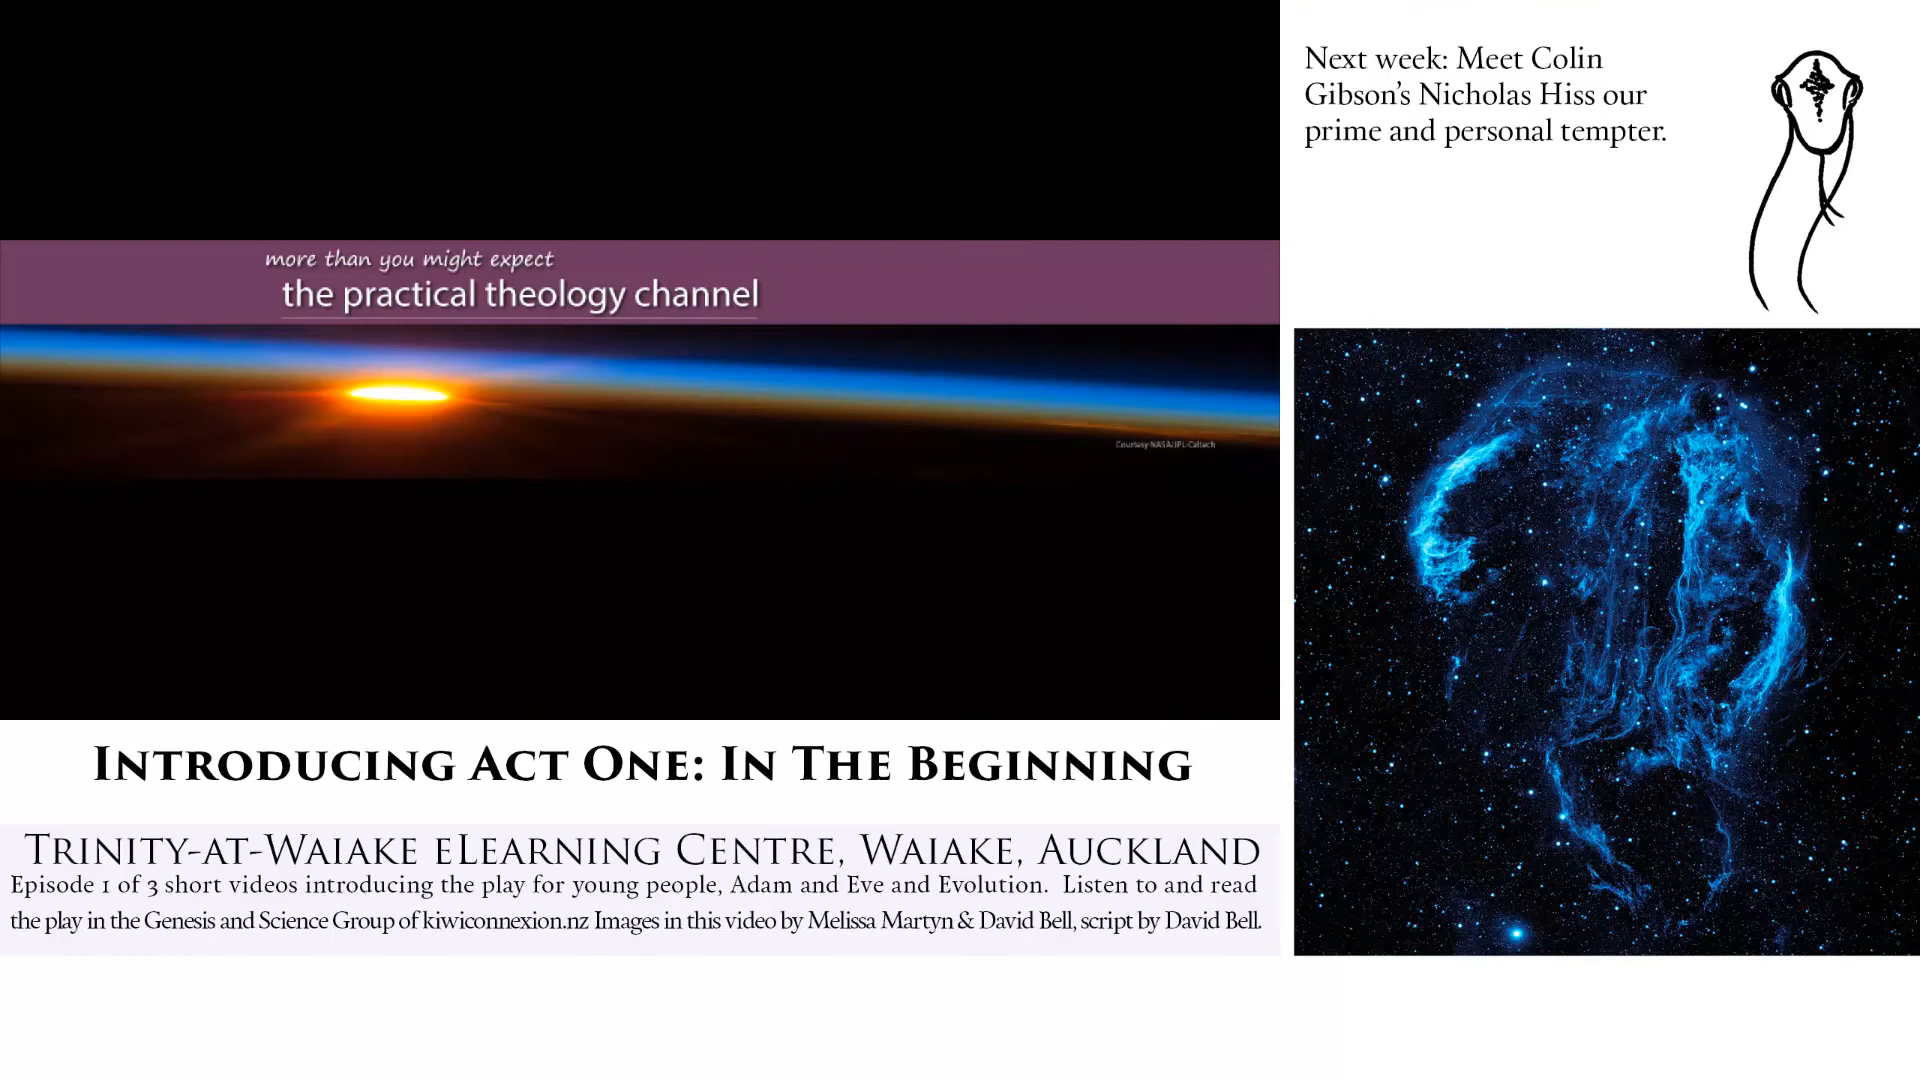 more than you might expect
the practical theology channel
Courtesy NASA/JPL-Caltech
Introducing Act One: In The Beginning
Trinity-at-Waiake eLearning Centre, Waiake, Auckland
Episode 1 of 3 short videos introducing the play for young people, Adam and Eve and Evolution. Listen to and read
the play in the Genesis and Science Group of kiwiconnexion.nz Images in this video by Melissa Martyn & David Bell, script by David Bell.
Next week: Meet Colin
Gibson's Nicholas Hiss our
prime and personal tempter.